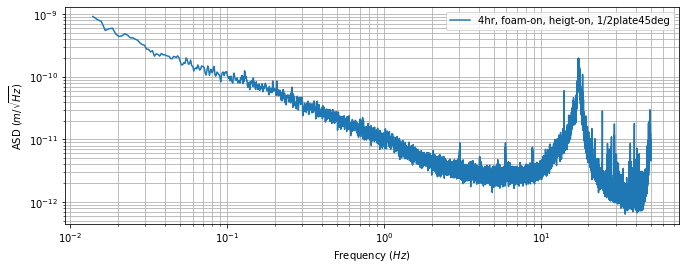 4hr, foam-on, heigt-on, 1/2plate45deg
ASD (m/√Hz)
10⁻⁹
10⁻¹⁰
10⁻¹¹
10⁻¹²
10⁻² 10⁻¹ 10⁰ 10¹
Frequency (Hz)